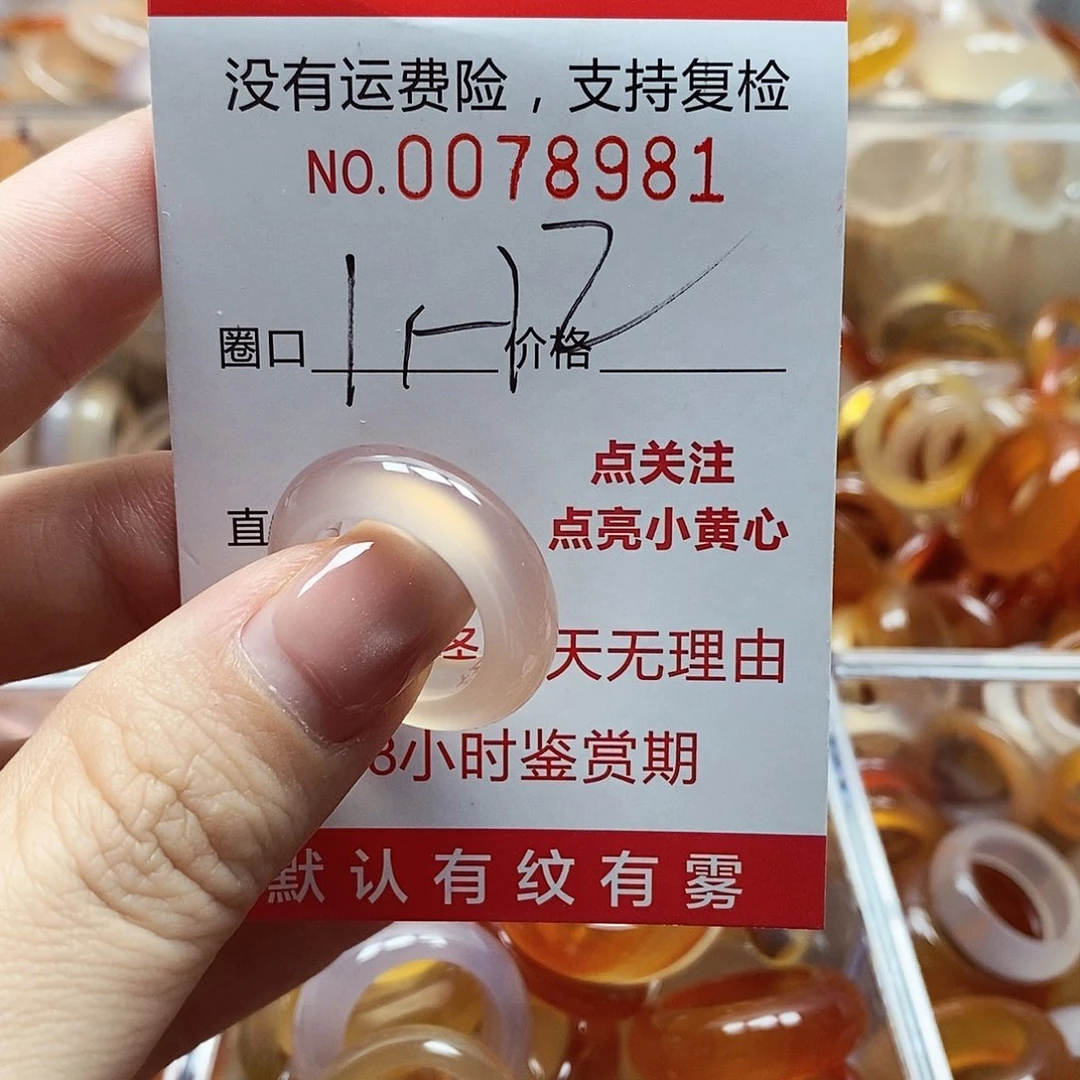 没有运费险，支持复检
NO.0078981
圈口 价格
点关注
直
点亮小黄心
天无理由
8小时鉴赏期
默认有纹有雾